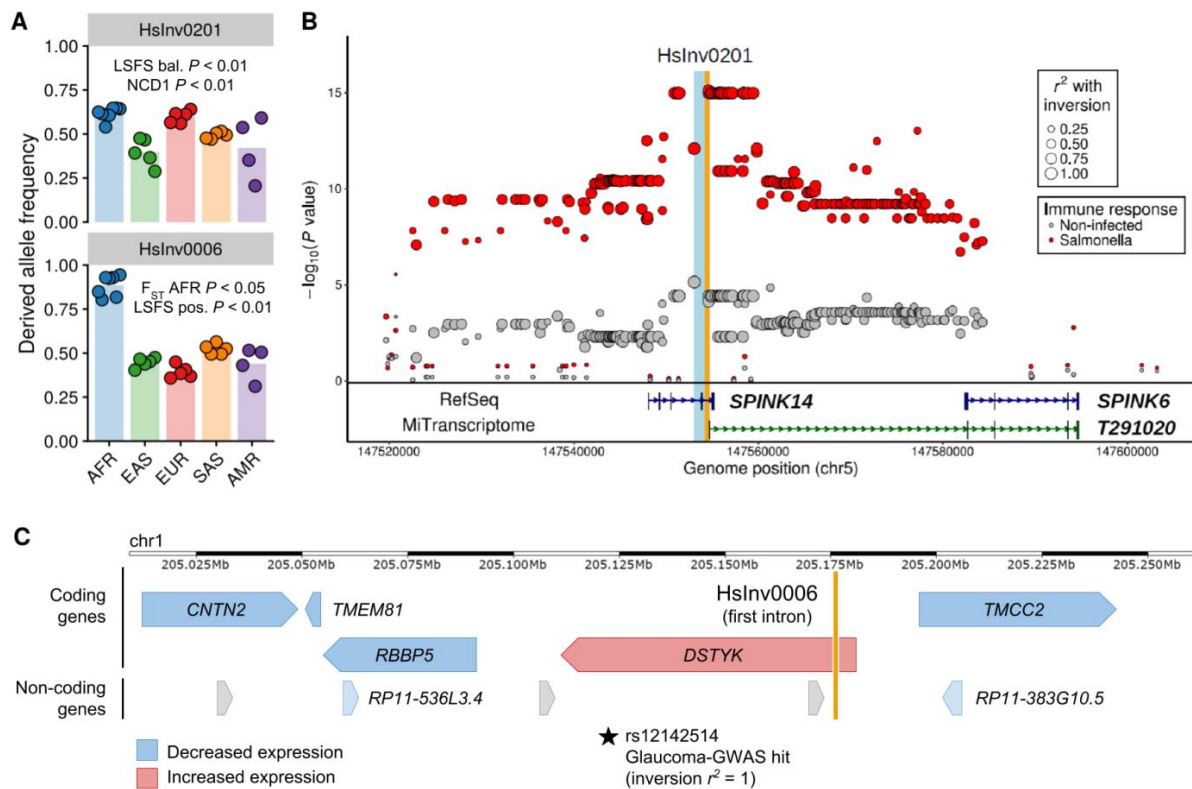 A
HsInv0201
LSFS bal. P < 0.01
NCD1 P < 0.01
1.00
0.75
0.50
0.25
0.00
HsInv0006
F_ST AFR P < 0.05
LSFS pos. P < 0.01
1.00
0.75
0.50
0.25
0.00
Derived allele frequency
AFR
EAS
EUR
SAS
AMR
B
HsInv0201
15
10
5
0
−log10(P value)
r² with
inversion
0.25
0.50
0.75
1.00
Immune response
Non-infected
Salmonella
RefSeq
SPINK14
SPINK6
MiTranscriptome
T291020
147520000
147540000
147560000
147580000
147600000
Genome position (chr5)
C
chr1
205.025Mb 205.050Mb 205.075Mb 205.100Mb 205.125Mb 205.150Mb 205.175Mb 205.200Mb 205.225Mb 205.250Mb
Coding
genes
CNTN2
TMEM81
HsInv0006
(first intron)
TMCC2
RBBP5
DSTYK
Non-coding
genes
RP11-536L3.4
RP11-383G10.5
rs12142514
Glaucoma-GWAS hit
(inversion r² = 1)
Decreased expression
Increased expression